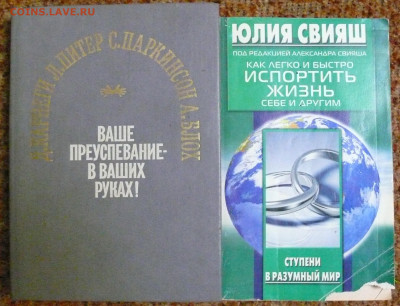 COINS.LAVE.RU
Д. КАРНЕГИ Л. ПИТЕР С. ПАРКИНСОН А. БЛОХ
ВАШЕ
ПРЕУСПЕВАНИЕ-
В ВАШИХ
РУКАХ!
ЮЛИЯ СВИЯШ
ПОД РЕДАКЦИЕЙ АЛЕКСАНДРА СВИЯША
КАК ЛЕГКО И БЫСТРО
ИСПОРТИТЬ
ЖИЗНЬ
СЕБЕ И ДРУГИМ
СТУПЕНИ
В РАЗУМНЫЙ МИР